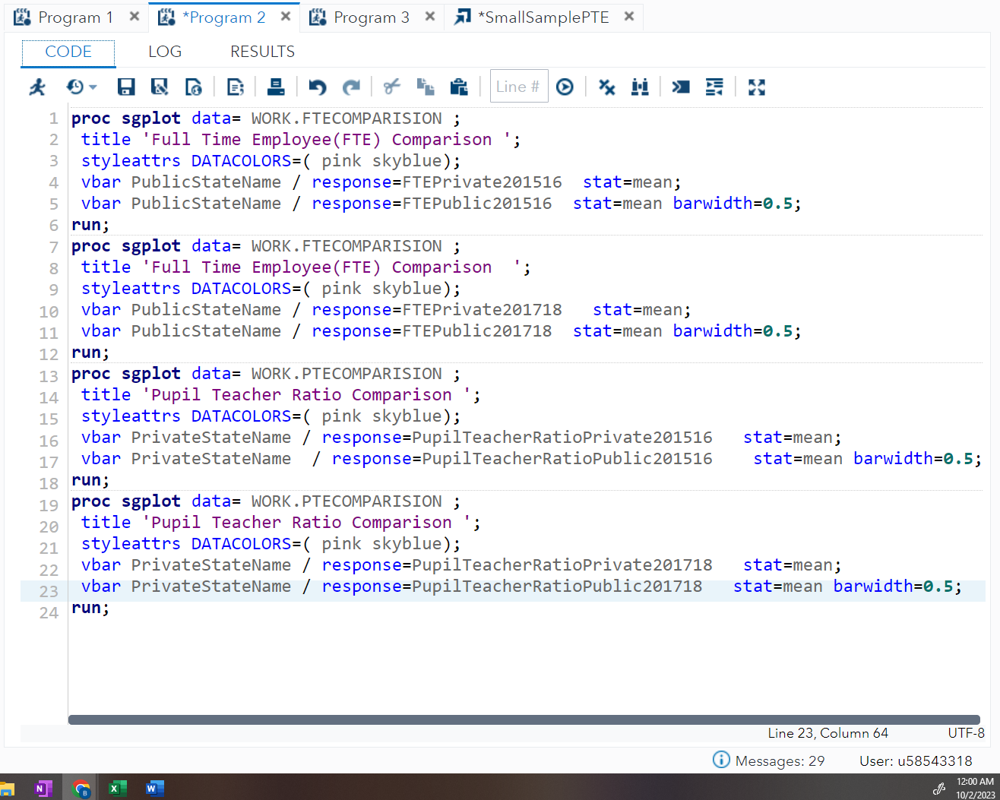 Program 1 × *Program 2 × Program 3 × *SmallSamplePTE ×
CODE LOG RESULTS
Line #
1 proc sgplot data= WORK.FTECOMPARISION ;
2 title 'Full Time Employee(FTE) Comparison ';
3 styleattrs DATACOLORS=( pink skyblue);
4 vbar PublicStateName / response=FTEPrivate201516  stat=mean;
5 vbar PublicStateName / response=FTEPublic201516  stat=mean barwidth=0.5;
6 run;
7 proc sgplot data= WORK.FTECOMPARISION ;
8 title 'Full Time Employee(FTE) Comparison  ';
9 styleattrs DATACOLORS=( pink skyblue);
10 vbar PublicStateName / response=FTEPrivate201718   stat=mean;
11 vbar PublicStateName / response=FTEPublic201718  stat=mean barwidth=0.5;
12 run;
13 proc sgplot data= WORK.PTECOMPARISION ;
14 title 'Pupil Teacher Ratio Comparison ';
15 styleattrs DATACOLORS=( pink skyblue);
16 vbar PrivateStateName / response=PupilTeacherRatioPrivate201516   stat=mean;
17 vbar PrivateStateName  / response=PupilTeacherRatioPublic201516    stat=mean barwidth=0.5;
18 run;
19 proc sgplot data= WORK.PTECOMPARISION ;
20 title 'Pupil Teacher Ratio Comparison ';
21 styleattrs DATACOLORS=( pink skyblue);
22 vbar PrivateStateName / response=PupilTeacherRatioPrivate201718   stat=mean;
23 vbar PrivateStateName / response=PupilTeacherRatioPublic201718   stat=mean barwidth=0.5;
24 run;
Line 23, Column 64 UTF-8
Messages: 29 User: u58543318
N B X W 12:00 AM
10/2/2023